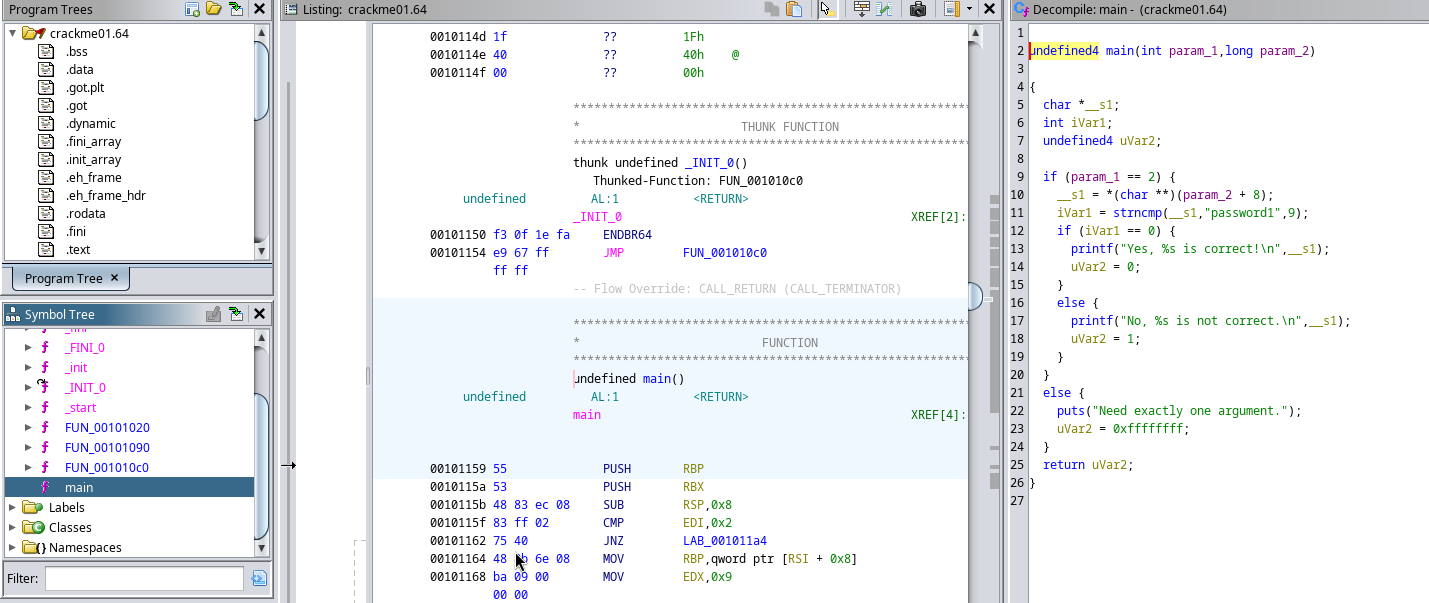 Program Trees
crackme01.64
.bss
.data
.got.plt
.got
.dynamic
.fini_array
.init_array
.eh_frame
.eh_frame_hdr
.rodata
.fini
.text
Program Tree ×
Symbol Tree
_FINI_0
_init
_INIT_0
_start
FUN_00101020
FUN_00101090
FUN_001010c0
main
Labels
Classes
Namespaces
Filter:
Listing: crackme01.64
0010114d 1f ?? 1Fh
0010114e 40 ?? 40h @
0010114f 00 ?? 00h
* THUNK FUNCTION
thunk undefined _INIT_0()
Thunked-Function: FUN_001010c0
undefined AL:1 <RETURN>
_INIT_0 XREF[2]:
00101150 f3 0f 1e fa ENDBR64
00101154 e9 67 ff JMP FUN_001010c0
ff ff
-- Flow Override: CALL_RETURN (CALL_TERMINATOR)
* FUNCTION
undefined main()
undefined AL:1 <RETURN>
main XREF[4]:
00101159 55 PUSH RBP
0010115a 53 PUSH RBX
0010115b 48 83 ec 08 SUB RSP,0x8
0010115f 83 ff 02 CMP EDI,0x2
00101162 75 40 JNZ LAB_001011a4
00101164 48 6e 08 MOV RBP,qword ptr [RSI + 0x8]
00101168 ba 09 00 MOV EDX,0x9
00 00
Decompile: main - (crackme01.64)
1
2 undefined4 main(int param_1,long param_2)
3
4 {
5 char *__s1;
6 int iVar1;
7 undefined4 uVar2;
8
9 if (param_1 == 2) {
10 __s1 = *(char **)(param_2 + 8);
11 iVar1 = strncmp(__s1,"password1",9);
12 if (iVar1 == 0) {
13 printf("Yes, %s is correct!\n",__s1);
14 uVar2 = 0;
15 }
16 else {
17 printf("No, %s is not correct.\n",__s1);
18 uVar2 = 1;
19 }
20 }
21 else {
22 puts("Need exactly one argument.");
23 uVar2 = 0xffffffff;
24 }
25 return uVar2;
26 }
27